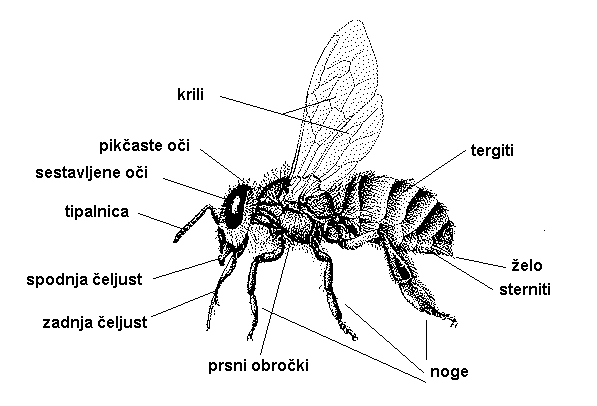 krili
pikčaste oči
tergiti
sestavljene oči
tipalnica
želo
spodnja čeljust
sterniti
zadnja čeljust
prsni obročki
noge